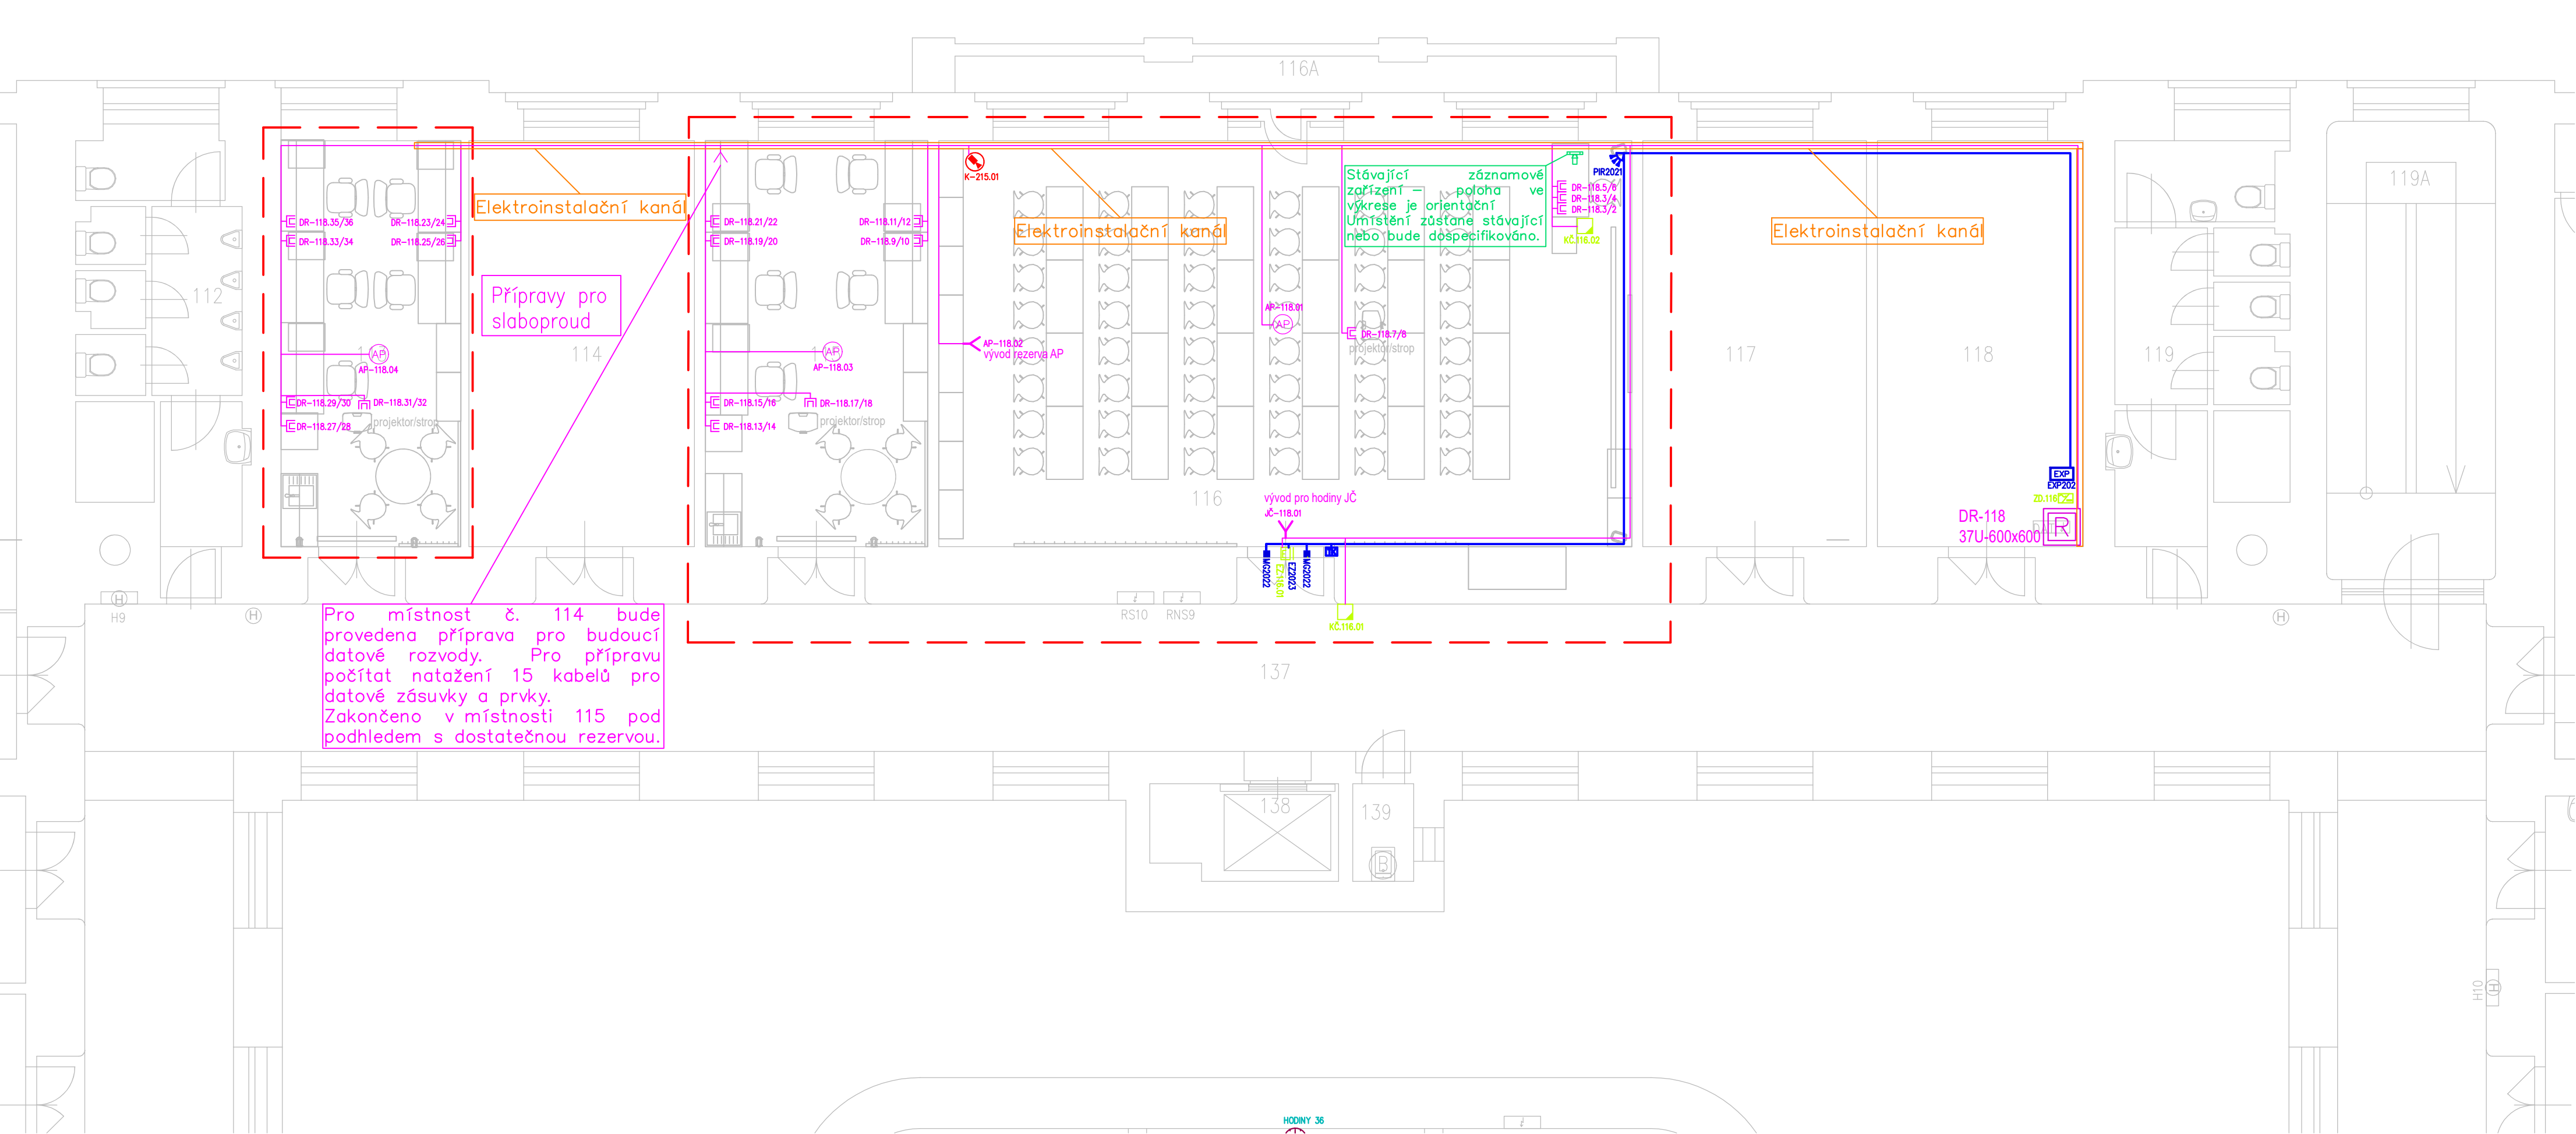 116A
119A
K-215.01
PIR2021
Stávající záznamové
zařízení – poloha ve
výkrese je orientační
Umístění zůstane stávající
nebo bude dospecifikováno.
DR-118.5/6
DR-118.3/4
DR-118.3/2
KČ.116.02
Elektroinstalační kanál
Elektroinstalační kanál
Elektroinstalační kanál
DR-118.35/36
DR-118.23/24
DR-118.33/34
DR-118.25/26
DR-118.21/22
DR-118.11/12
DR-118.19/20
DR-118.9/10
Přípravy pro
slaboproud
112
114
117
118
119
AP-118.01
AP
DR-118.7/8
projektor/strop
AP-118.02
vývod rezerva AP
AP
AP-118.04
AP
AP-118.03
DR-118.29/30
DR-118.31/32
DR-118.27/28
projektor/strop
DR-118.15/16
DR-118.17/18
DR-118.13/14
projektor/strop
116
vývod pro hodiny JČ
JČ-118.01
EXP
EXP202
ZD.116
DR-118
37U-600x600
R
MG2022
EZ.116.01
EZ2023
MG2022
KČ.116.01
H
H9
H
H
RS10
RNS9
Pro místnost č. 114 bude
provedena příprava pro budoucí
datové rozvody. Pro přípravu
počítat natažení 15 kabelů pro
datové zásuvky a prvky.
Zakončeno v místnosti 115 pod
podhledem s dostatečnou rezervou.
137
138
139
B
H10
H
HODINY 36